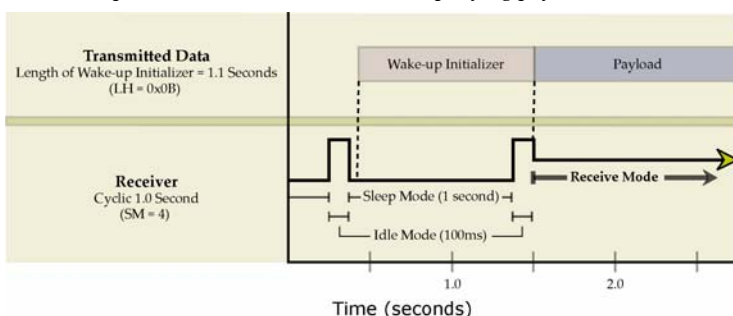 Transmitted Data
Length of Wake-up Initializer = 1.1 Seconds
(LH = 0x0B)
Wake-up Initializer
Payload
Receiver
Cyclic 1.0 Second
(SM = 4)
Sleep Mode (1 second)
Receive Mode
Idle Mode (100ms)
1.0
2.0
Time (seconds)